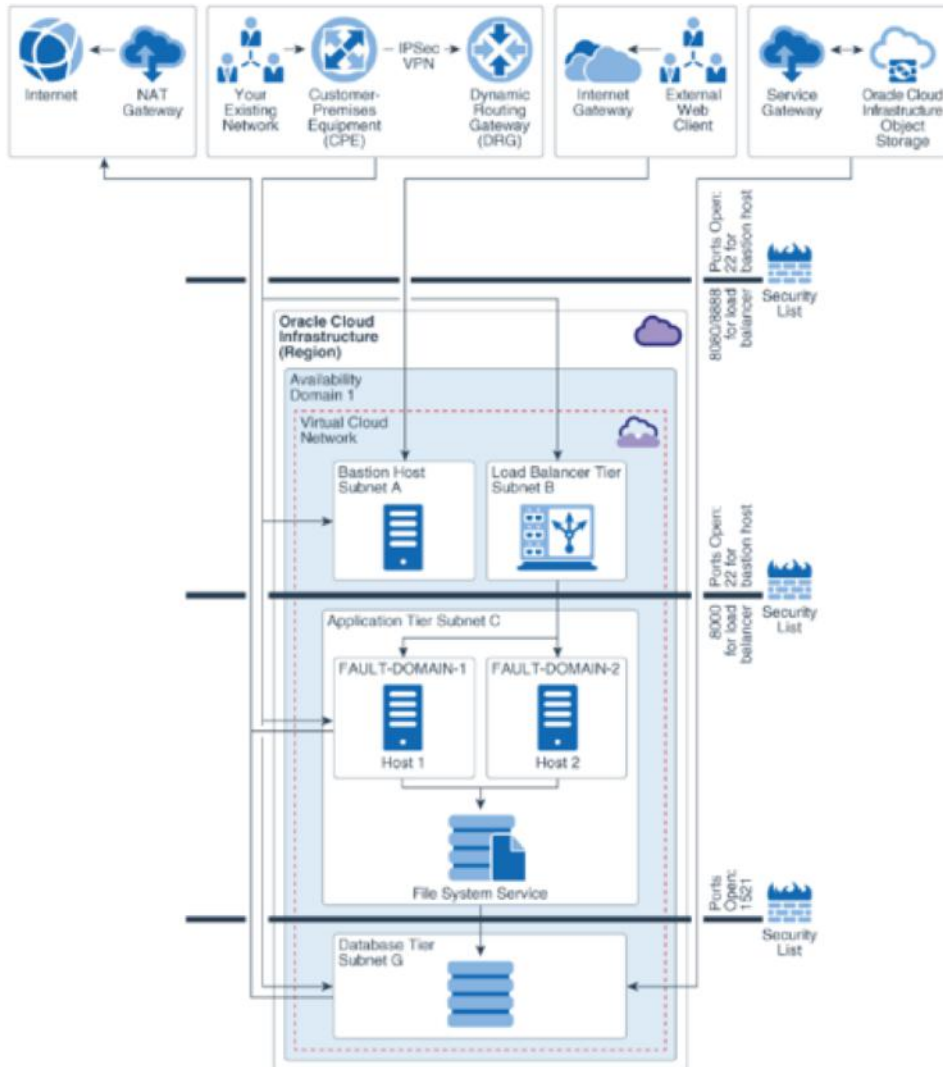 Internet
NAT
Gateway
Your
Existing
Network
Customer-
Premises
Equipment
(CPE)
IPSec
VPN
Dynamic
Routing
Gateway
(DRG)
Internet
Gateway
External
Web
Client
Service
Gateway
Oracle Cloud
Infrastructure
Object
Storage
Ports Open:
22 for
bastion host
8080/8888
for load
balancer
Security
List
Oracle Cloud
Infrastructure
(Region)
Availability
Domain 1
Virtual Cloud
Network
Bastion Host
Subnet A
Load Balancer Tier
Subnet B
Ports Open:
22 for
bastion host
8000
for load
balancer
Security
List
Application Tier Subnet C
FAULT-DOMAIN-1
Host 1
FAULT-DOMAIN-2
Host 2
File System Service
Ports
Open:
1521
Security
List
Database Tier
Subnet G